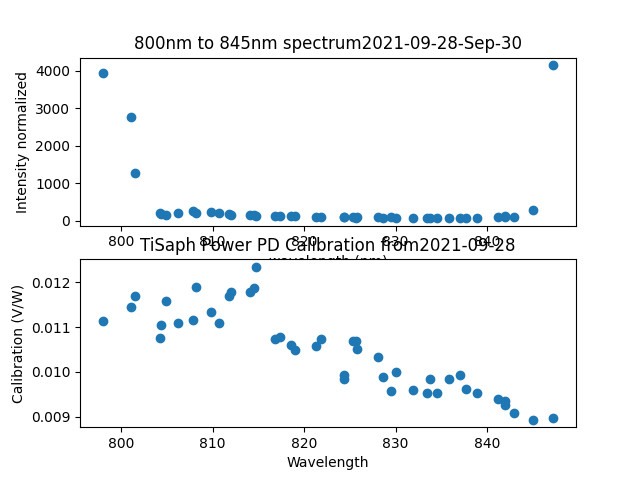 800nm to 845nm spectrum2021-09-28-Sep-30
Intensity normalized
4000
3000
2000
1000
0
800 810 820 830 840
wavelength (nm)
TiSaph Power PD Calibration from2021-09-28
Calibration (V/W)
0.012
0.011
0.010
0.009
800 810 820 830 840
Wavelength